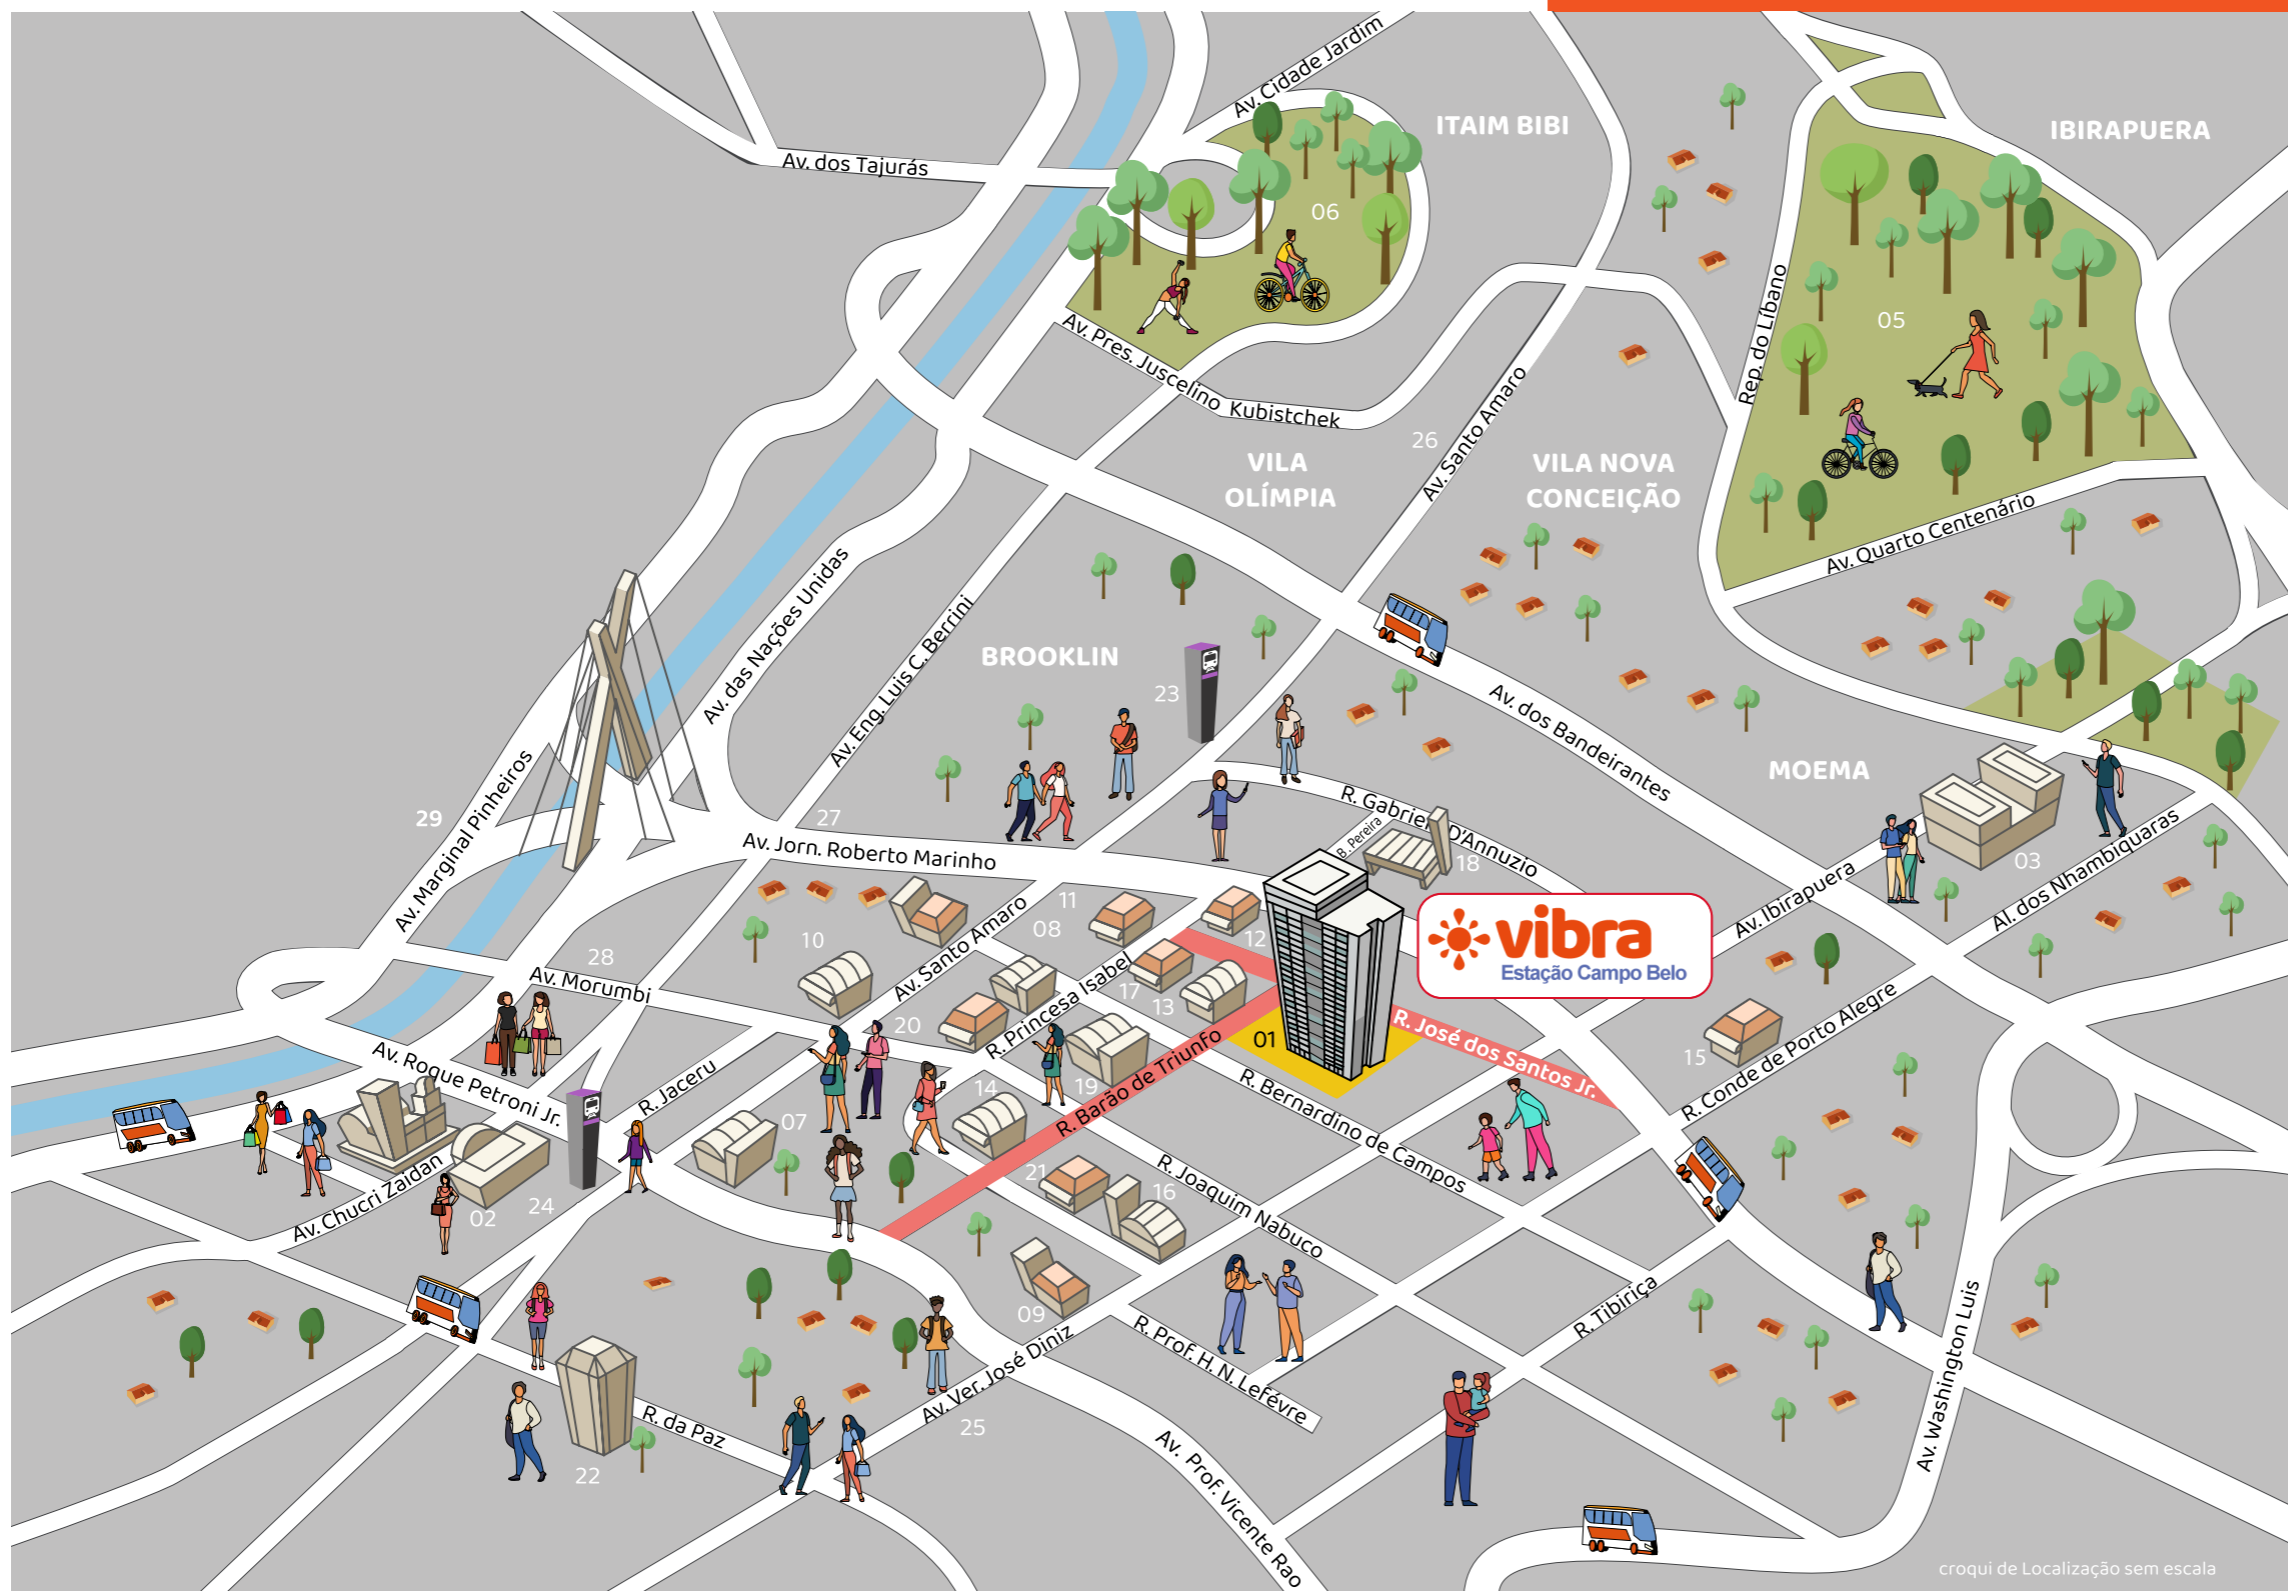 Av. Cidade Jardim
ITAIM BIBI
IBIRAPUERA
Av. dos Tajurás
06
05
Rep. do Líbano
Av. Pres. Juscelino Kubistchek
26
Av. Santo Amaro
VILA
OLÍMPIA
VILA NOVA
CONCEIÇÃO
Av. Quarto Centenário
Av. das Nações Unidas
Av. Eng. Luis C. Berrini
BROOKLIN
23
Av. dos Bandeirantes
MOEMA
29
Av. Marginal Pinheiros
27
Av. Jorn. Roberto Marinho
R. Gabriel D'Annuzio
B. Pereira
18
03
Al. dos Nhambiquaras
Av. Ibirapuera
11
08
10
12
vibra
Estação Campo Belo
28
Av. Morumbi
Av. Santo Amaro
R. Princesa Isabel
17
13
20
01
R. José dos Santos Jr.
15
R. Conde de Porto Alegre
Av. Roque Petroni Jr.
R. Jaceru
14
19
R. Barão de Triunfo
R. Bernardino de Campos
07
21
16
R. Joaquim Nabuco
Av. Chucri Zaidan
02
24
09
R. Prof. H. N. Lefévre
R. Tibiriça
Av. Ver. José Diniz
25
R. da Paz
22
Av. Prof. Vicente Rao
Av. Washington Luis
croqui de Localização sem escala